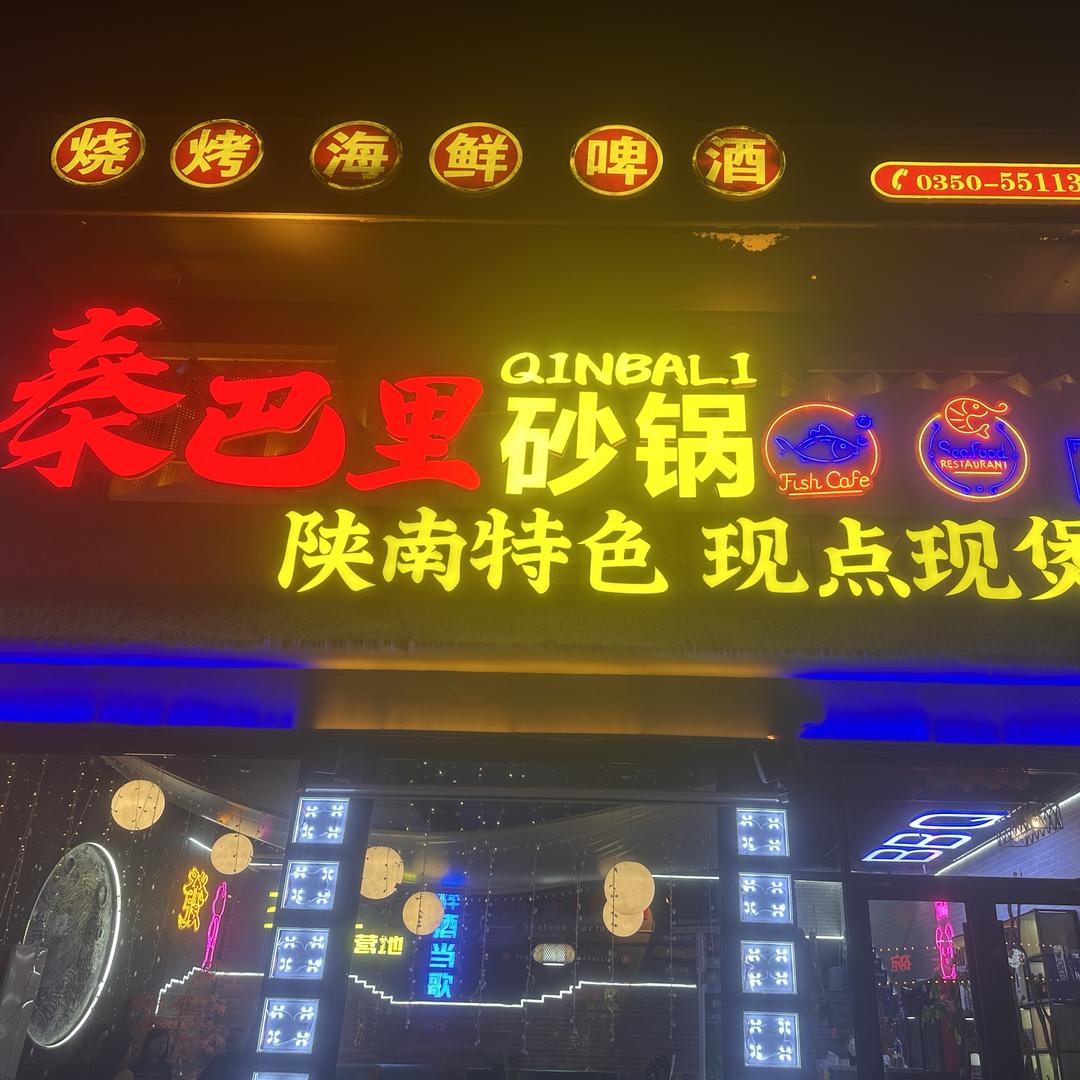 烧烤 海鲜 啤酒
0350-55113
秦巴里
QINBALI
砂锅
Fish Cafe
Seafood
RESTAURANT
陕南特色 现点现煲
BBQ
营地
酒当歌